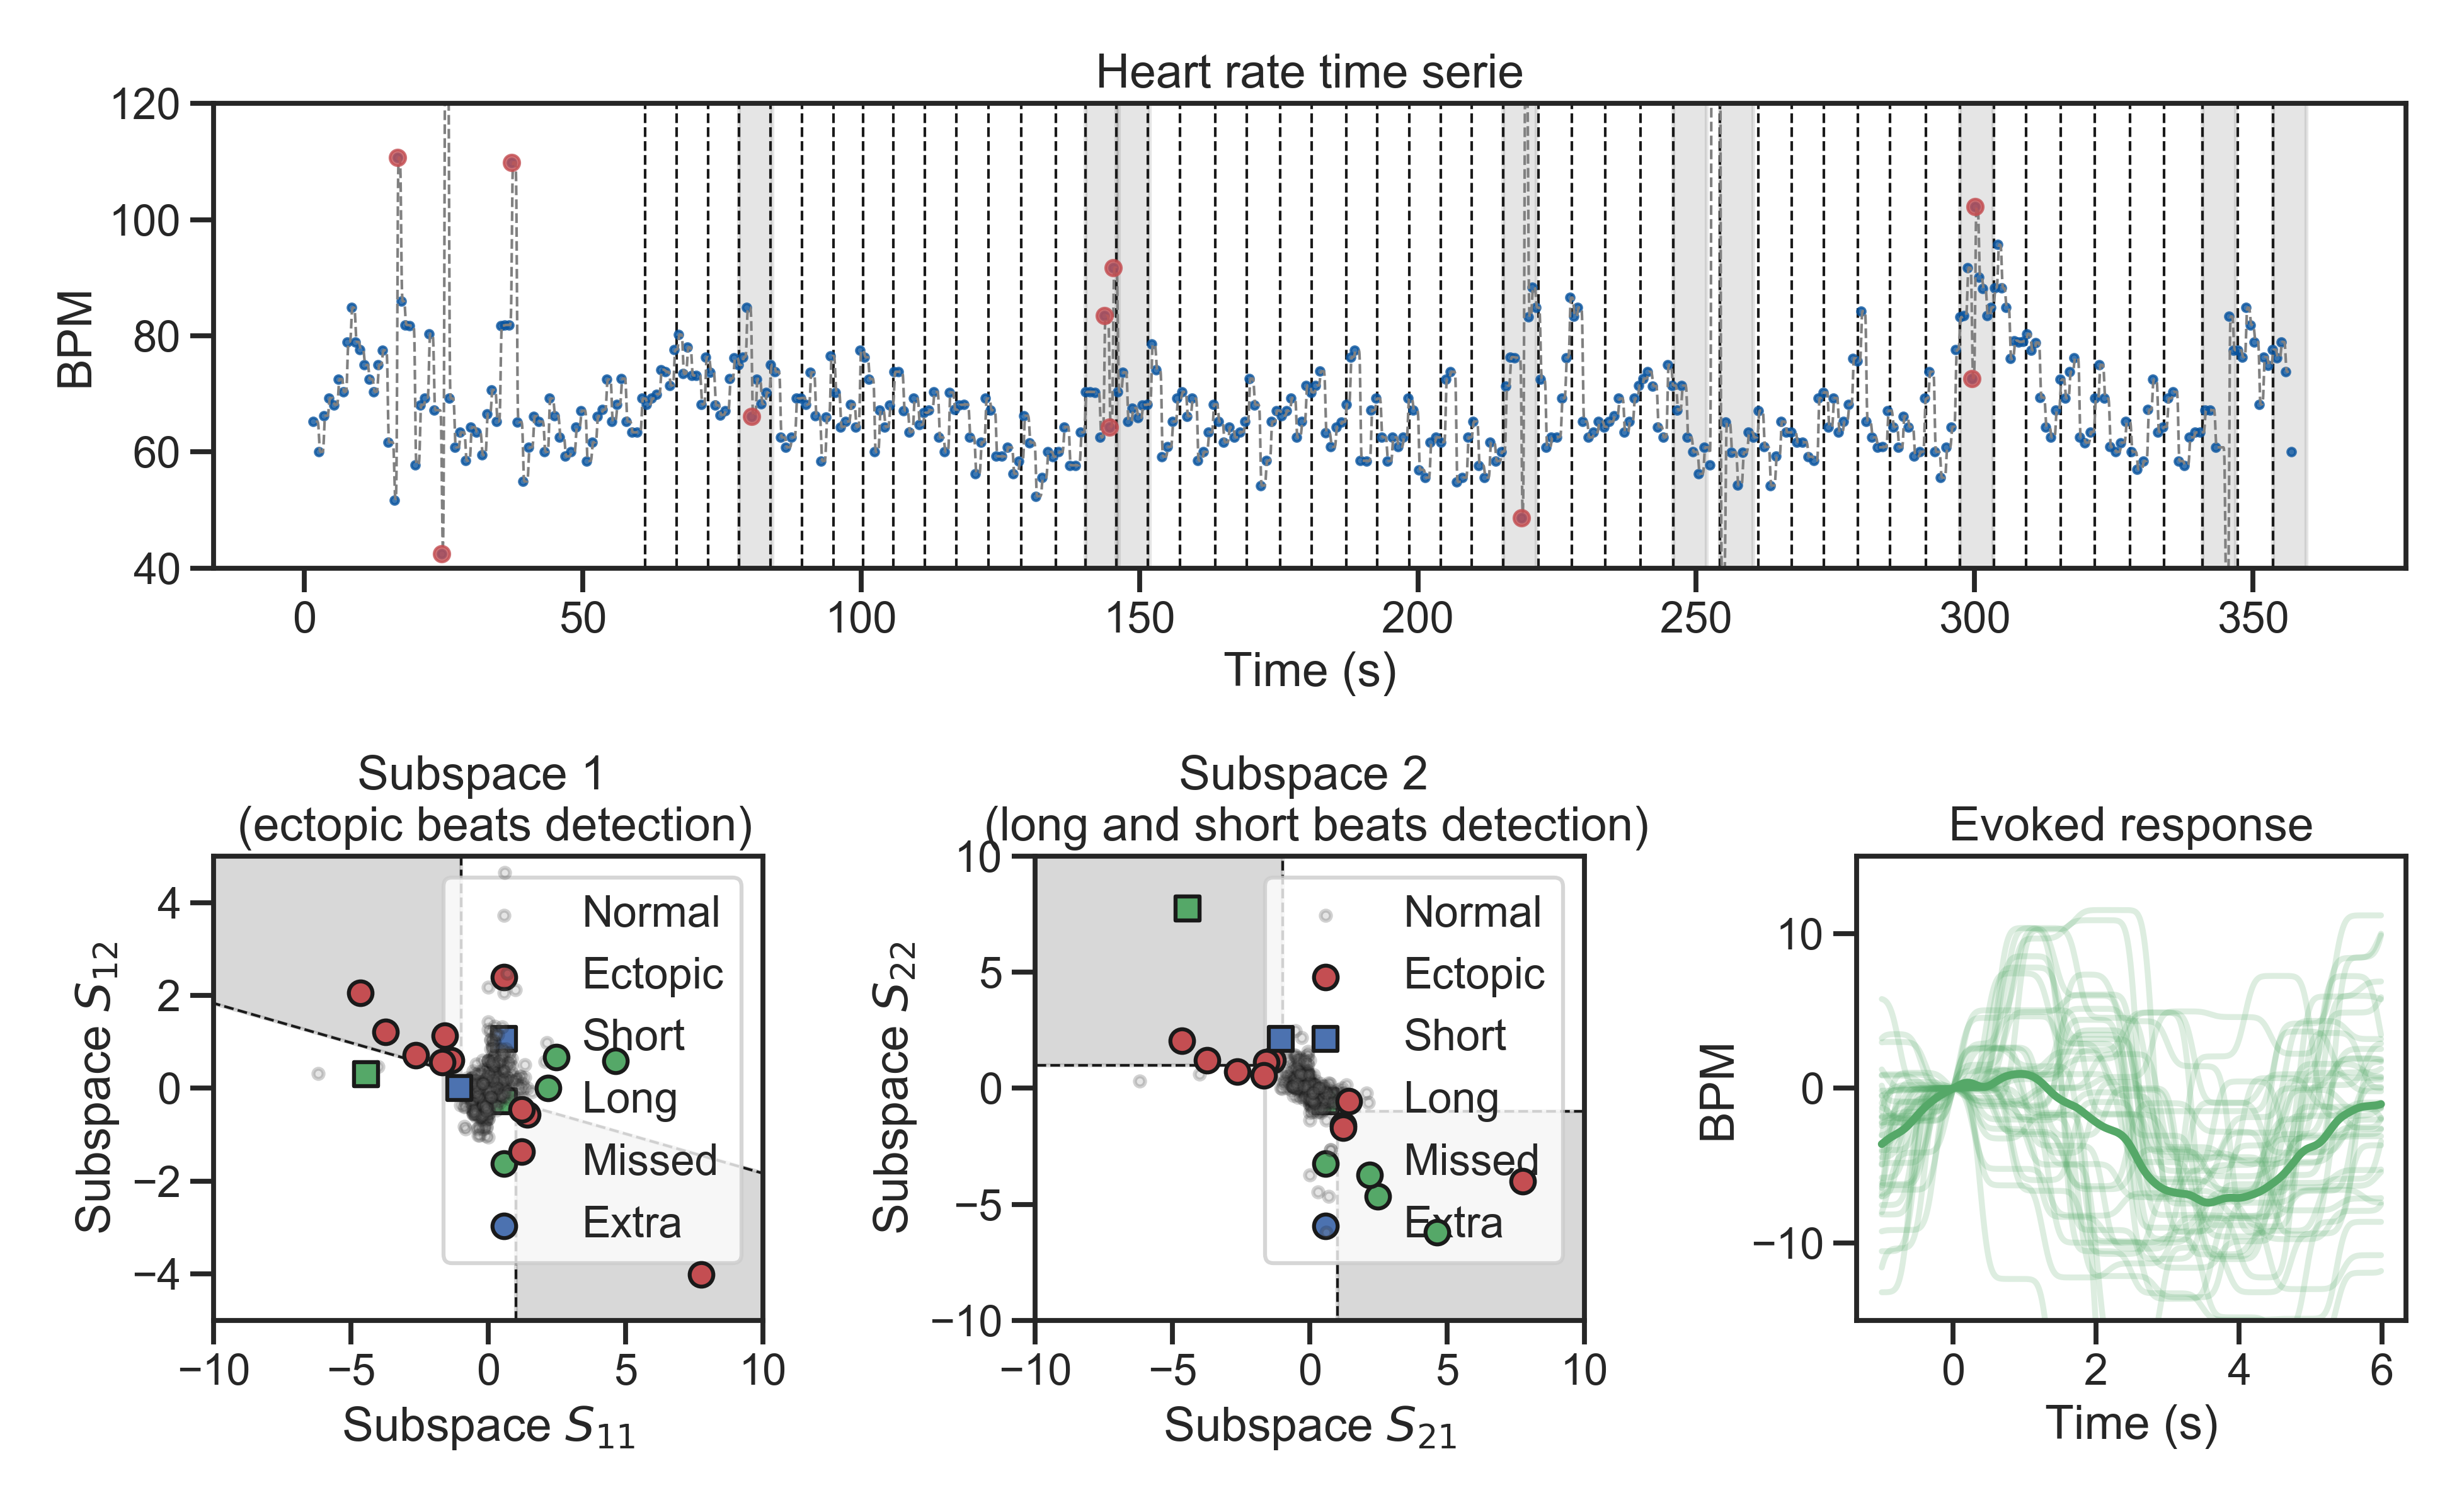 Heart rate time serie
120
100
80
60
40
BPM
0 50 100 150 200 250 300 350
Time (s)
Subspace 1
(ectopic beats detection)
4
2
0
−2
−4
Subspace S12
Normal
Ectopic
Short
Long
Missed
Extra
−10 −5 0 5 10
Subspace S11
Subspace 2
(long and short beats detection)
10
5
0
−5
−10
Subspace S22
Normal
Ectopic
Short
Long
Missed
Extra
−10 −5 0 5 10
Subspace S21
Evoked response
10
0
−10
BPM
0 2 4 6
Time (s)